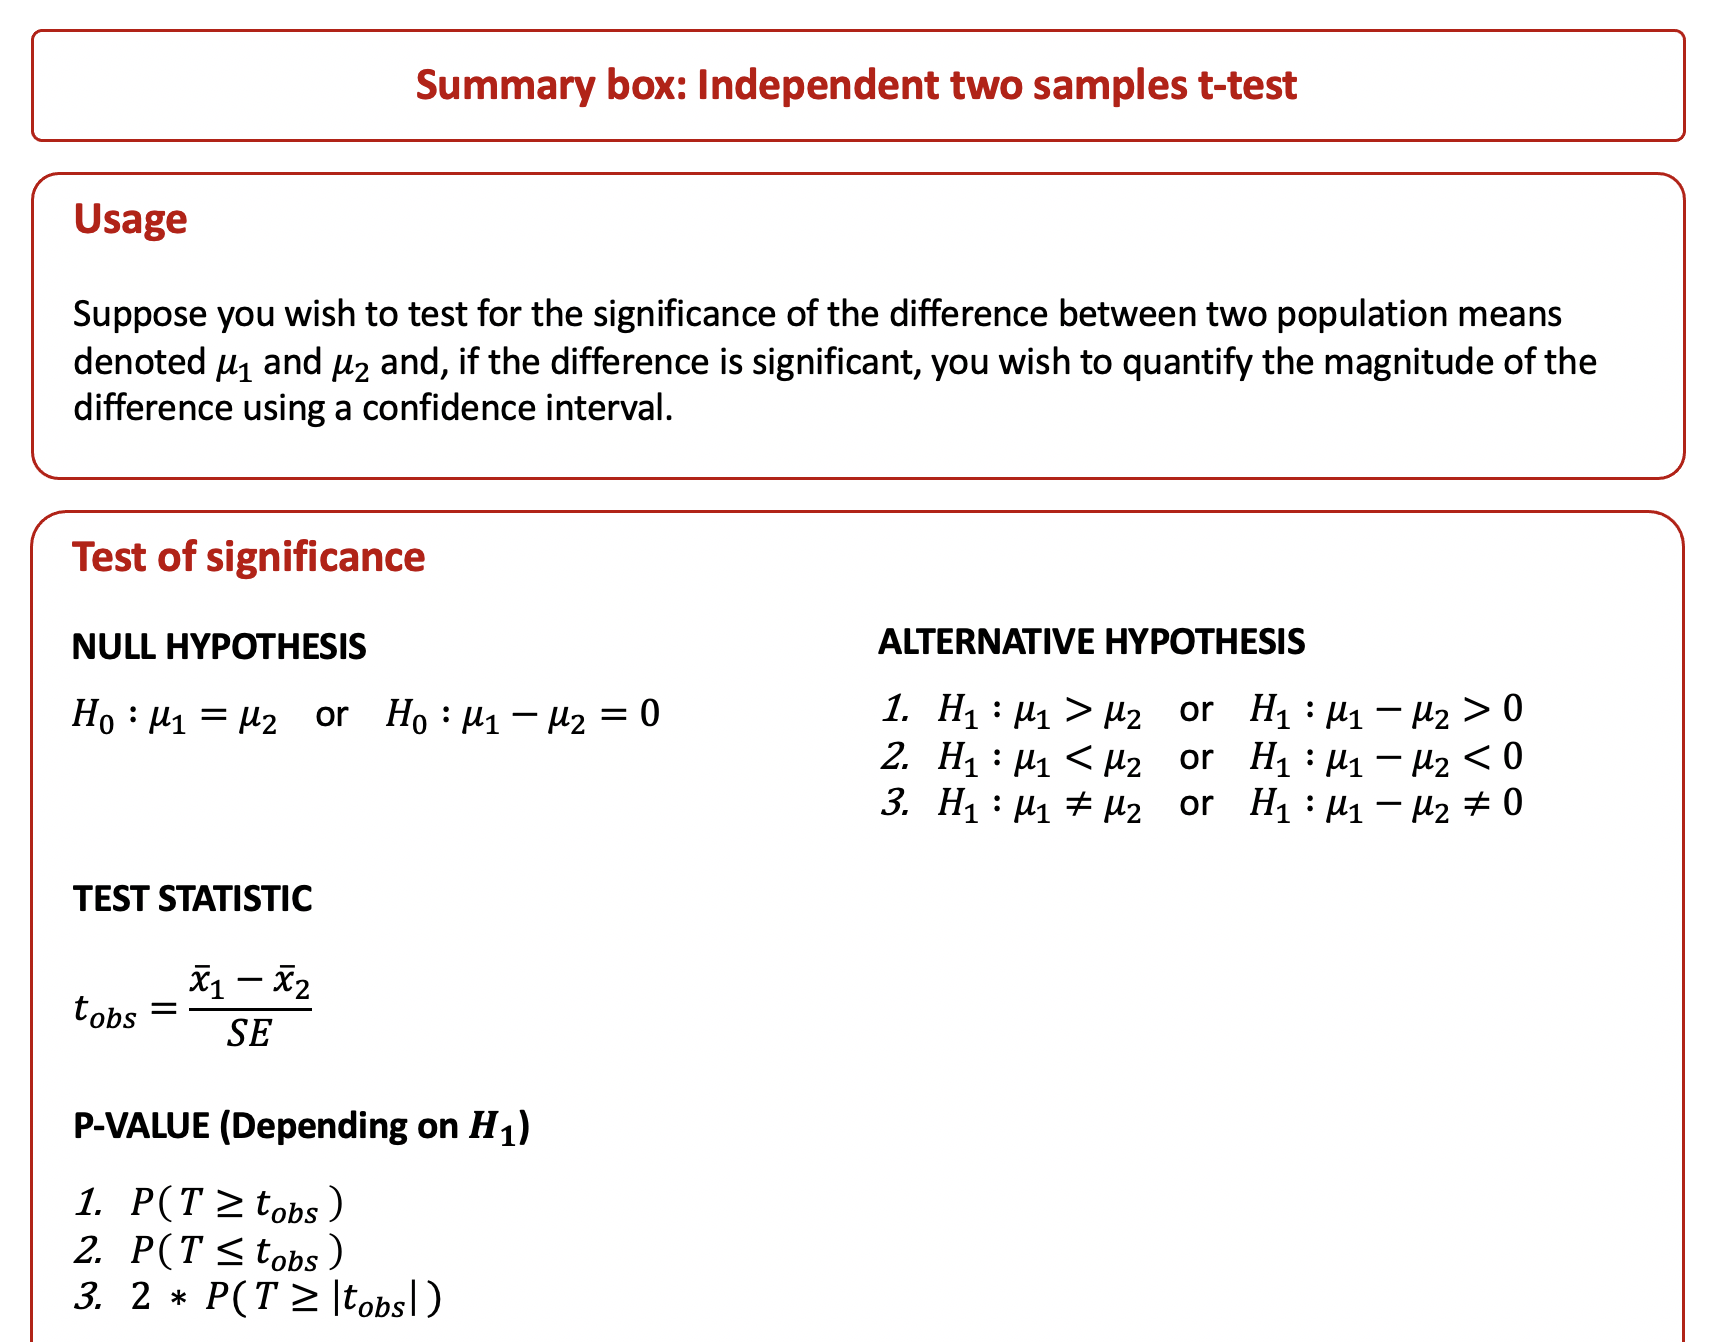 Summary box: Independent two samples t-test
Usage
Suppose you wish to test for the significance of the difference between two population means
denoted μ₁ and μ₂ and, if the difference is significant, you wish to quantify the magnitude of the
difference using a confidence interval.
Test of significance
NULL HYPOTHESIS
H₀ : μ₁ = μ₂ or H₀ : μ₁ − μ₂ = 0
ALTERNATIVE HYPOTHESIS
1. H₁ : μ₁ > μ₂ or H₁ : μ₁ − μ₂ > 0
2. H₁ : μ₁ < μ₂ or H₁ : μ₁ − μ₂ < 0
3. H₁ : μ₁ ≠ μ₂ or H₁ : μ₁ − μ₂ ≠ 0
TEST STATISTIC
t_obs = (x̄₁ − x̄₂) / SE
P-VALUE (Depending on H₁)
1. P( T ≥ t_obs )
2. P( T ≤ t_obs )
3. 2 * P( T ≥ |t_obs| )